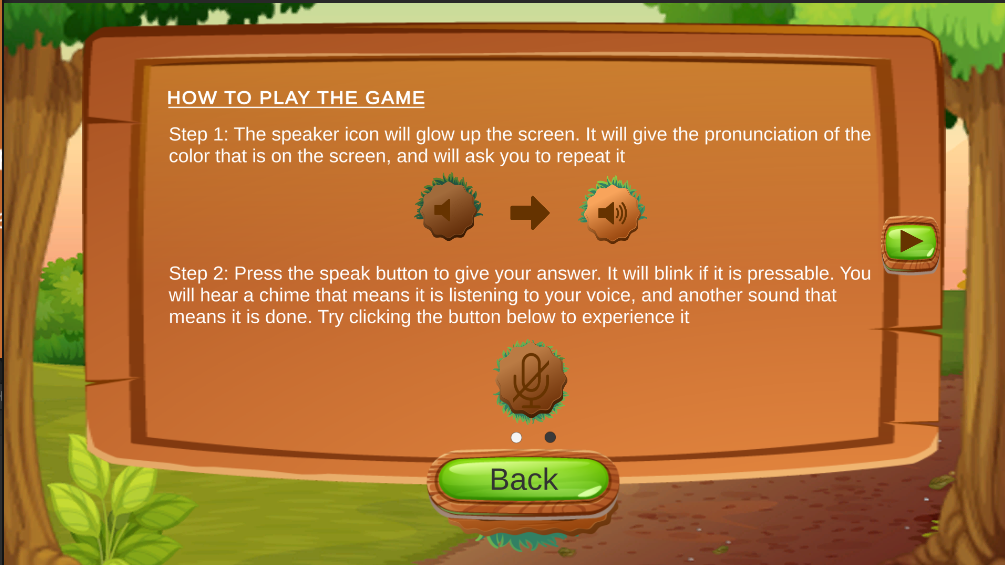 HOW TO PLAY THE GAME
Step 1: The speaker icon will glow up the screen. It will give the pronunciation of the
color that is on the screen, and will ask you to repeat it
Step 2: Press the speak button to give your answer. It will blink if it is pressable. You
will hear a chime that means it is listening to your voice, and another sound that
means it is done. Try clicking the button below to experience it
Back